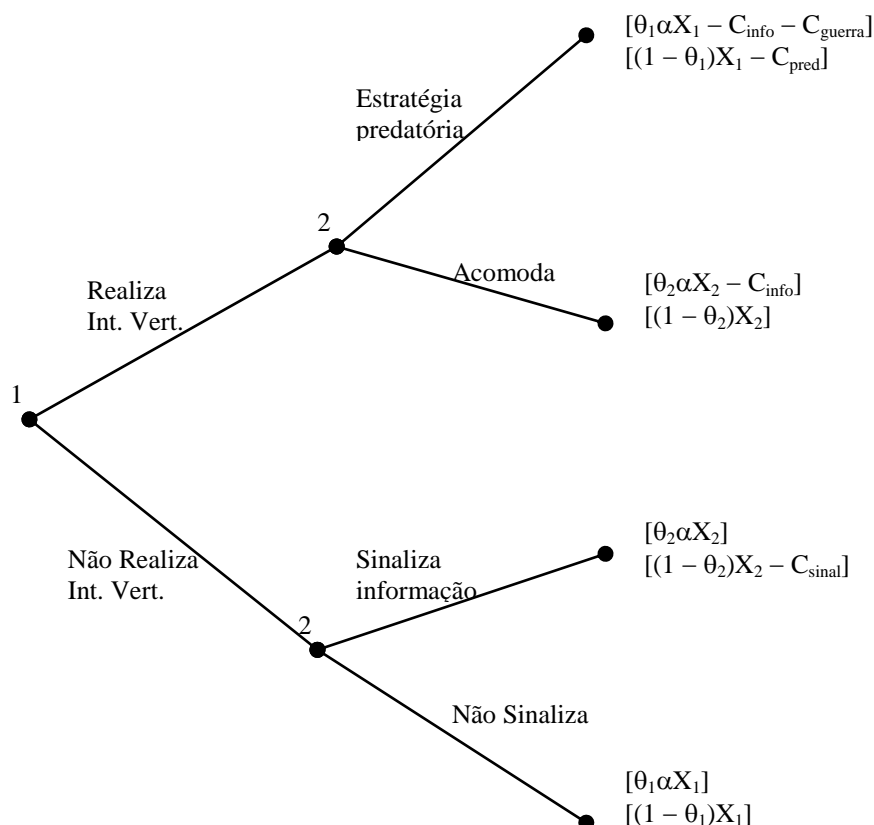 [θ₁αX₁ – C_info – C_guerra]
[(1 – θ₁)X₁ – C_pred]
Estratégia
predatória
2
Acomoda
[θ₂αX₂ – C_info]
[(1 – θ₂)X₂]
Realiza
Int. Vert.
1
Não Realiza
Int. Vert.
Sinaliza
informação
[θ₂αX₂]
[(1 – θ₂)X₂ – C_sinal]
2
Não Sinaliza
[θ₁αX₁]
[(1 – θ₁)X₁]